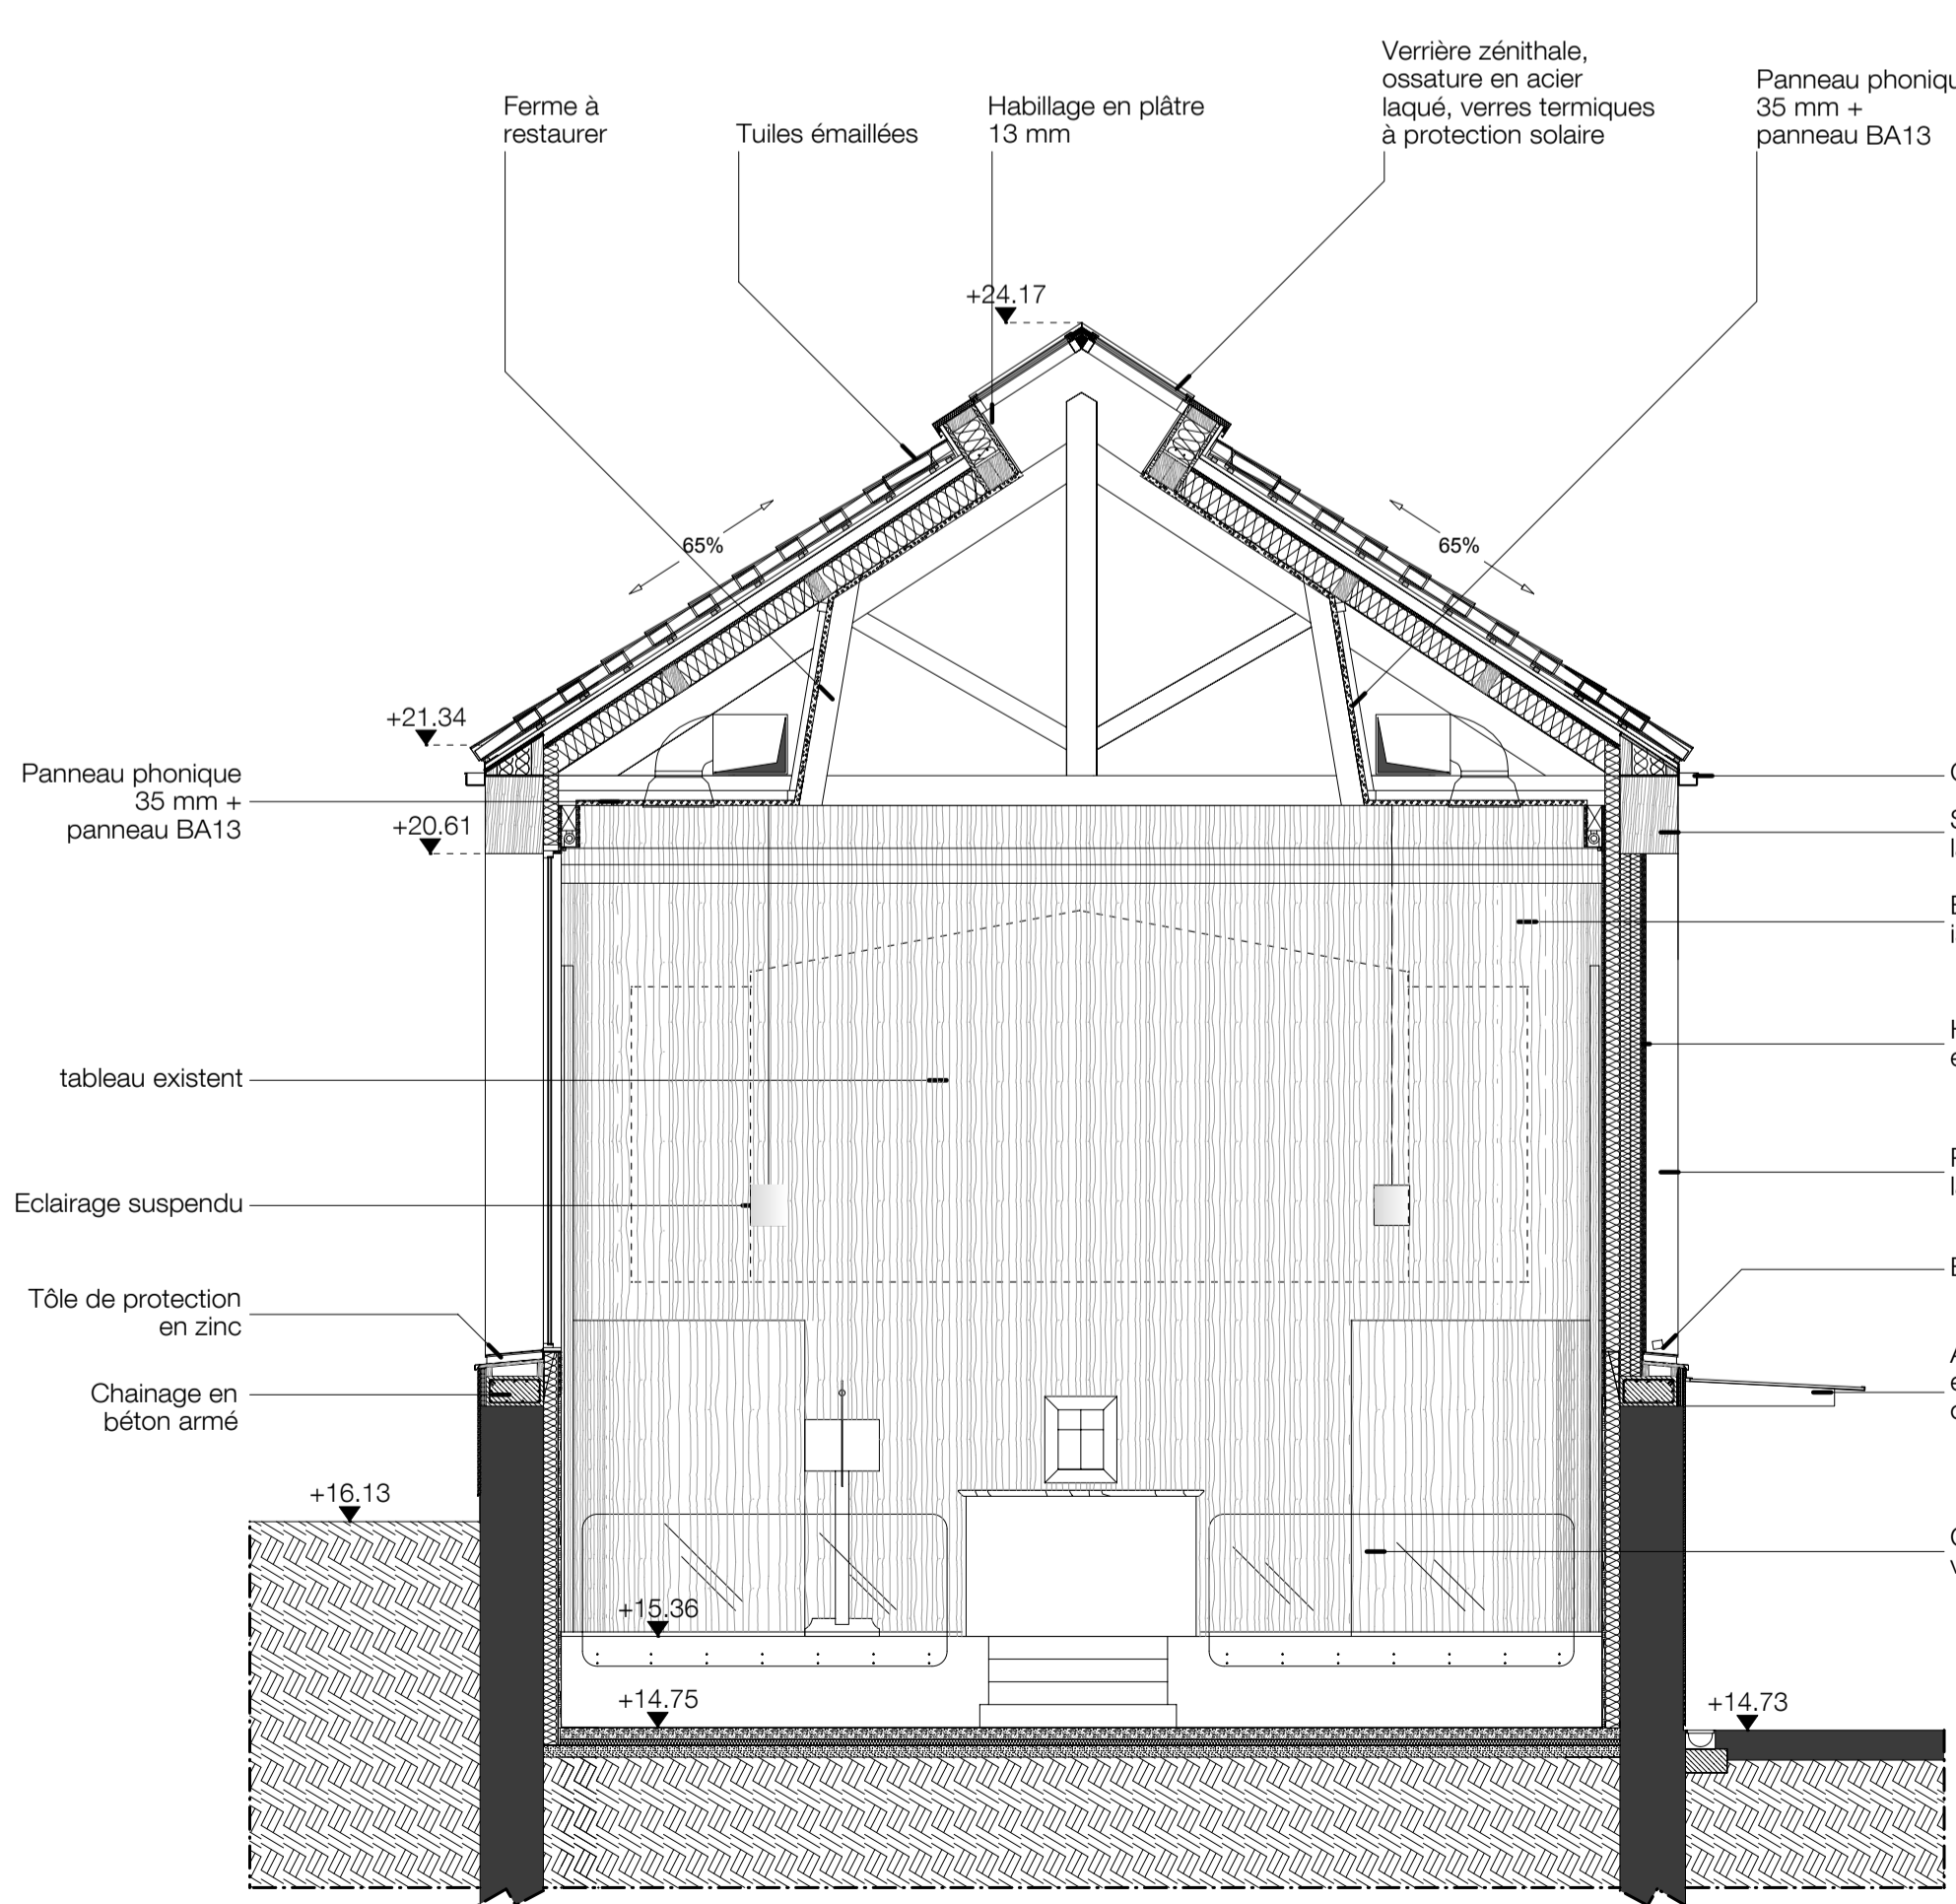 Verrière zénithale,
ossature en acier
laqué, verres termiques
à protection solaire
Panneau
35 mm +
panneau BA13
Ferme à
restaurer
Tuiles émaillées
Habillage en plâtre
13 mm
+24.17
65%
65%
+21.34
Panneau phonique
35 mm +
panneau BA13
+20.61
tableau existent
Eclairage suspendu
Tôle de protection
en zinc
Chainage en
béton armé
+16.13
+15.36
+14.75
+14.73